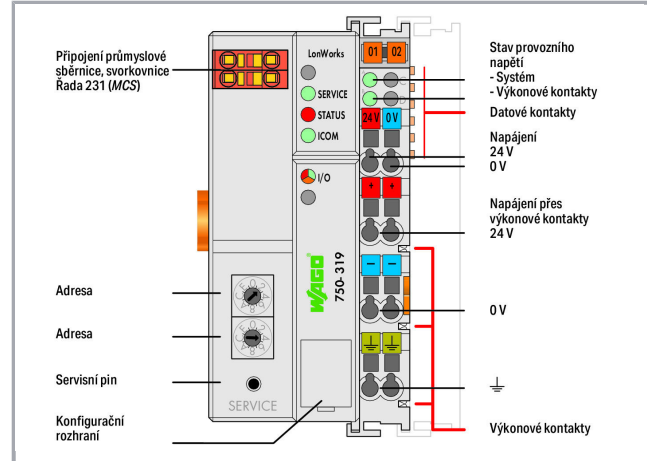 Připojení průmyslové
sběrnice, svorkovnice
Řada 231 (MCS)
Adresa
Adresa
Servisní pin
Konfigurační
rozhraní
LonWorks
SERVICE
STATUS
ICOM
I/O
WAGO
750-319
SERVICE
01 02
24V 0V
+ +
− −
Stav provozního
napětí
- Systém
- Výkonové kontakty
Datové kontakty
Napájení
24 V
0 V
Napájení přes
výkonové kontakty
24 V
0 V
Výkonové kontakty